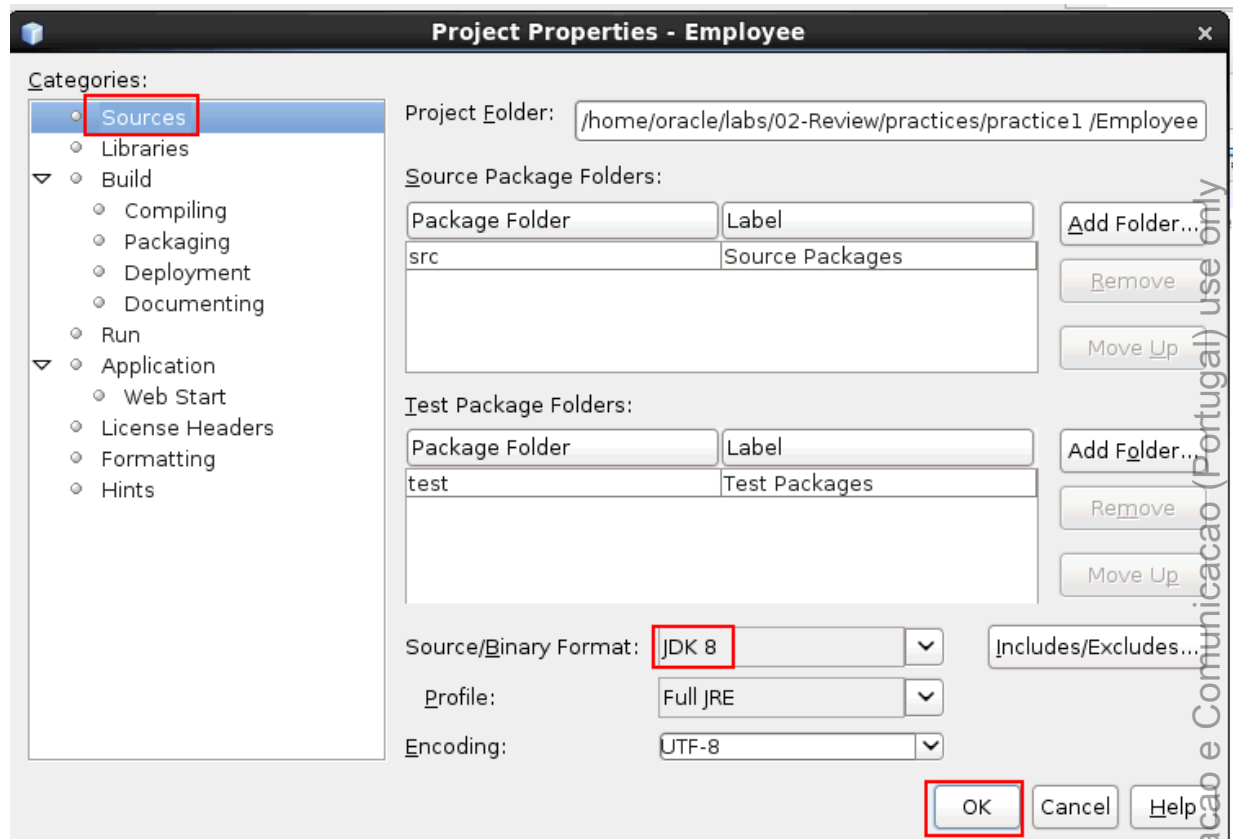 Project Properties - Employee
Categories:
Sources
Libraries
Build
Compiling
Packaging
Deployment
Documenting
Run
Application
Web Start
License Headers
Formatting
Hints
Project Folder: /home/oracle/labs/02-Review/practices/practice1 /Employee
Source Package Folders:
Package Folder Label
src Source Packages
Add Folder...
Remove
Move Up
Test Package Folders:
Package Folder Label
test Test Packages
Add Folder...
Remove
Move Up
Source/Binary Format: JDK 8
Includes/Excludes...
Profile: Full JRE
Encoding: UTF-8
OK Cancel Help
e Comunicacao (Portugal) use only